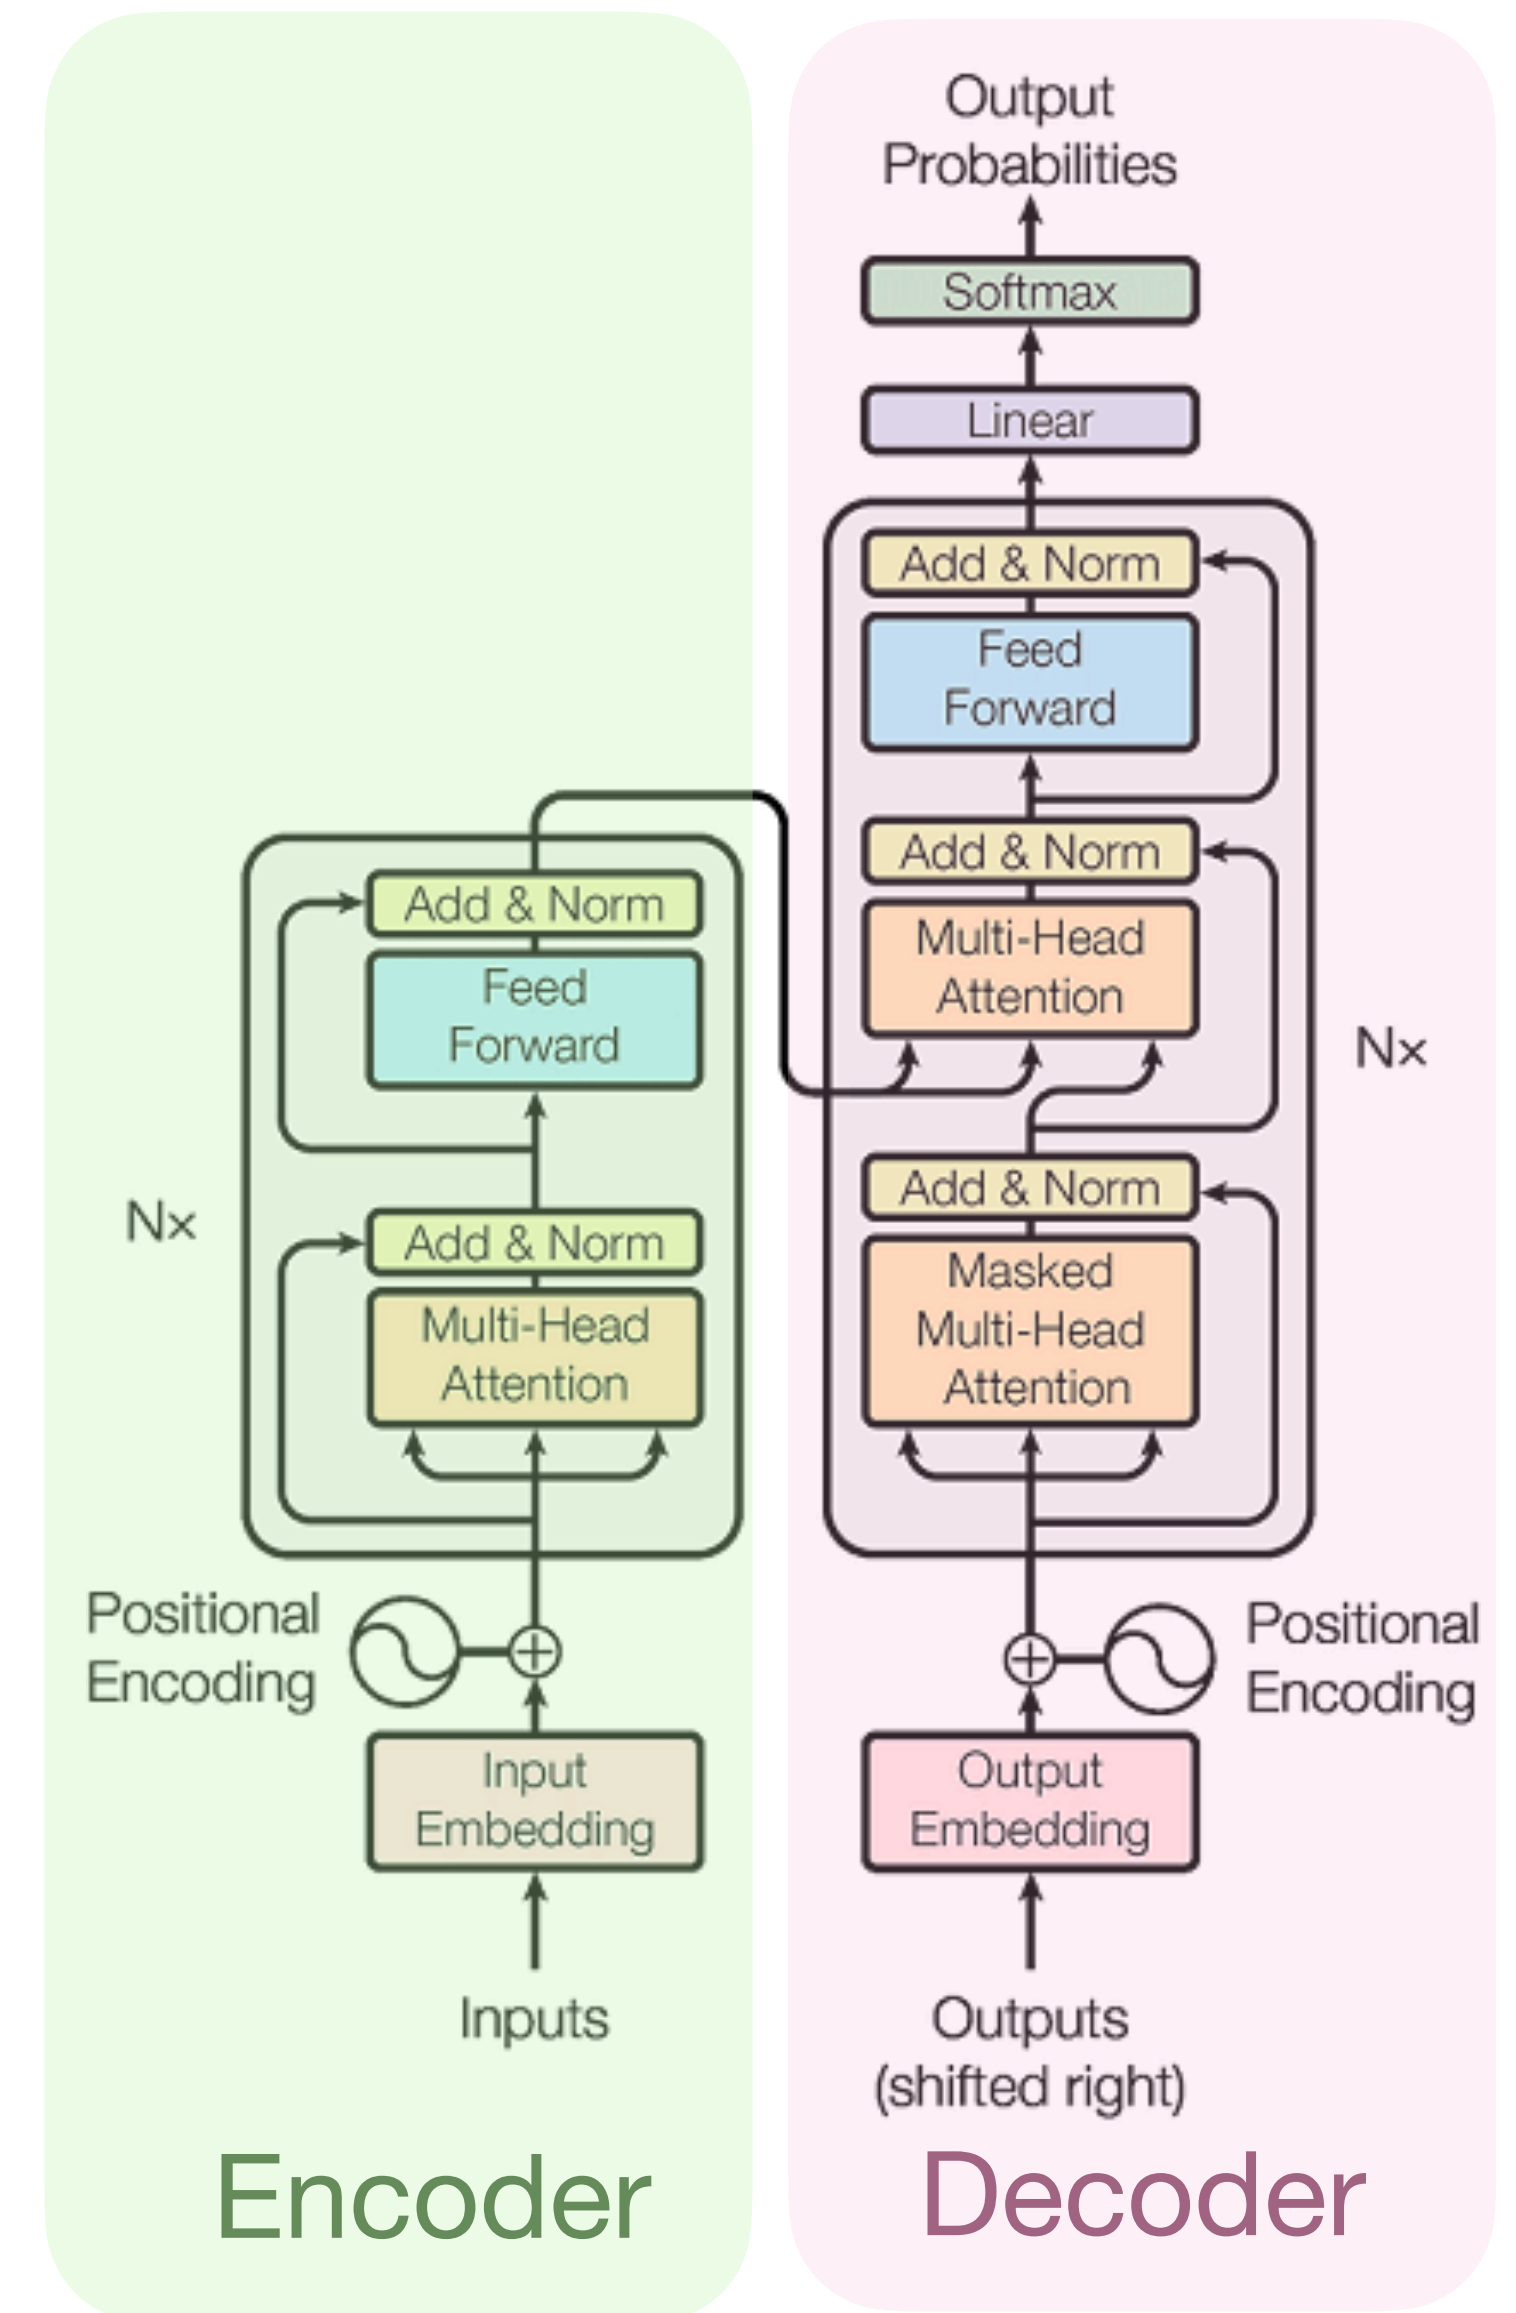 Output
Probabilities
Softmax
Linear
Add & Norm
Feed
Forward
Add & Norm
Multi-Head
Attention
Nx
Add & Norm
Masked
Multi-Head
Attention
Add & Norm
Feed
Forward
Nx
Add & Norm
Multi-Head
Attention
Positional
Encoding
Input
Embedding
Inputs
Positional
Encoding
Output
Embedding
Outputs
(shifted right)
Encoder
Decoder